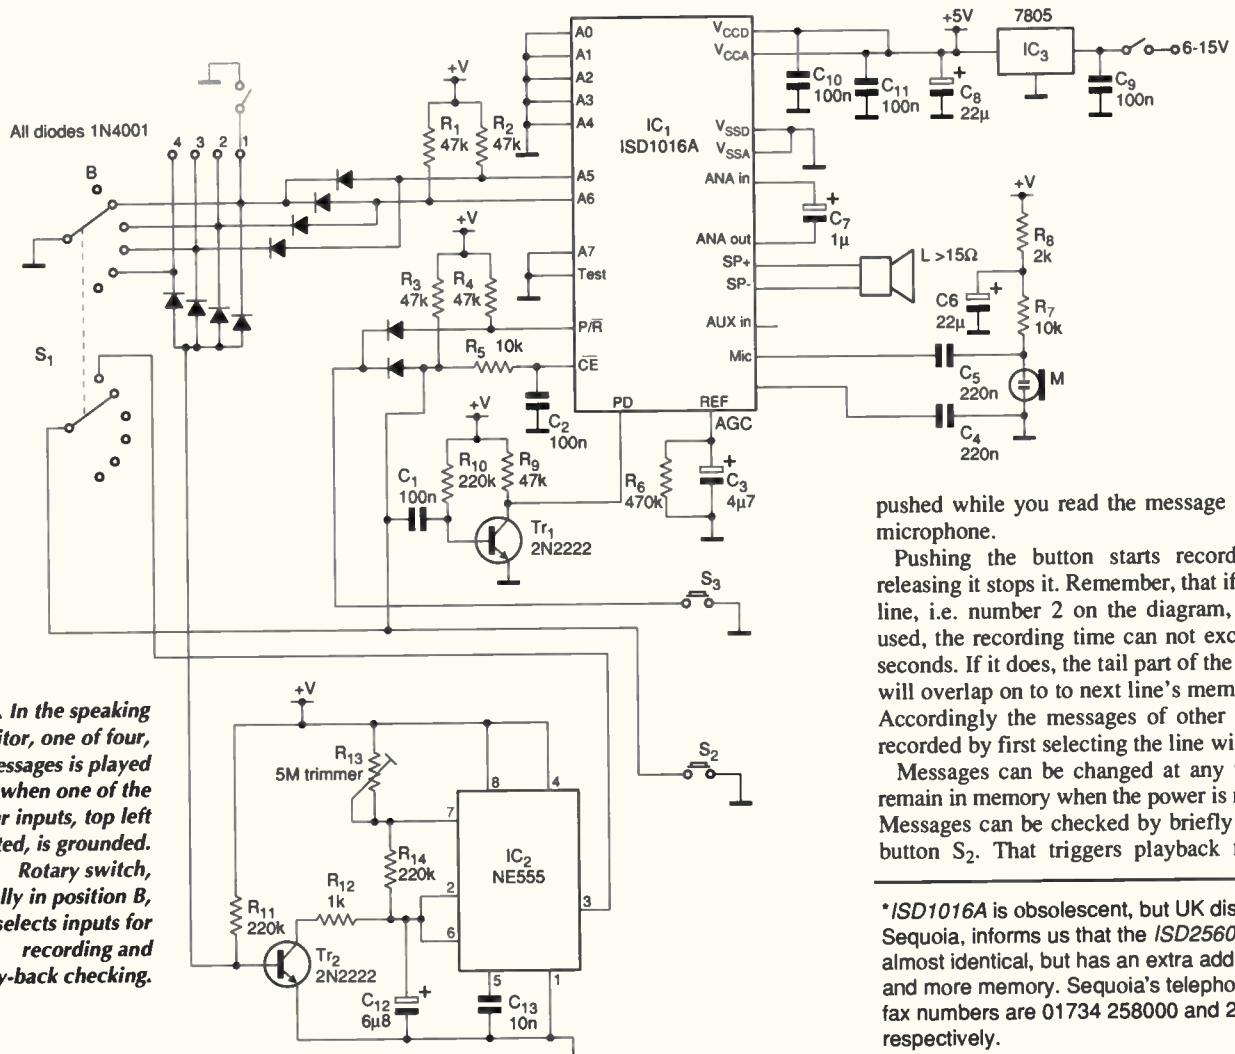 7805
+5V
A0
A1
A2
A3
A4
A5
A6
A7
Test
P/R
CE
PD
REF
AGC
VCCD
VCCA
VSSD
VSSA
ANA in
ANA out
SP+
SP-
AUX in
Mic
IC1
ISD1016A
IC3
6-15V
C10
100n
C11
100n
C8
22µ
+
C9
100n
C7
1µ
+
L >15Ω
+V
R8
2k
C6
22µ
+
R7
10k
C5
220n
M
C4
220n
All diodes 1N4001
4 3 2 1
B
S1
+V
R1
47k
R2
47k
+V
R3
47k
R4
47k
R5 10k
C2
100n
+V
R10
220k
R9
47k
C1
100n
Tr1
2N2222
R6
470k
C3
4µ7
+
S3
S2
+V
R13
5M trimmer
8
4
7
2
6
3
5
1
IC2
NE555
R14
220k
R12
1k
R11
220k
Tr2
2N2222
C12
6µ8
+
C13
10n
. In the speaking
itor, one of four,
essages is played
when one of the
r inputs, top left
ted, is grounded.
Rotary switch,
lly in position B,
selects inputs for
recording and
y-back checking.
pushed while you read the message
microphone.
Pushing the button starts record
releasing it stops it. Remember, that if
line, i.e. number 2 on the diagram,
used, the recording time can not exc
seconds. If it does, the tail part of the
will overlap on to to next line's mem
Accordingly the messages of other
recorded by first selecting the line wi
Messages can be changed at any
remain in memory when the power is
Messages can be checked by briefly
button S2. That triggers playback
*ISD1016A is obsolescent, but UK dis
Sequoia, informs us that the ISD2560
almost identical, but has an extra add
and more memory. Sequoia's telepho
fax numbers are 01734 258000 and 2
respectively.